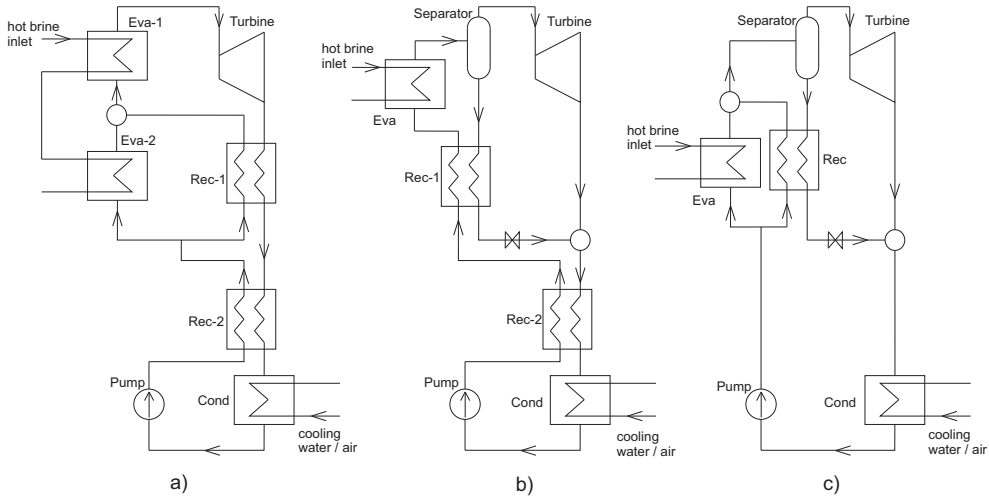 Eva-1
Turbine
hot brine
inlet
Eva-2
Rec-1
Rec-2
Pump
Cond
cooling
water / air
a)
Separator
Turbine
hot brine
inlet
Eva
Rec-1
Rec-2
Pump
Cond
cooling
water / air
b)
Separator
Turbine
hot brine
inlet
Rec
Eva
Pump
Cond
cooling
water / air
c)